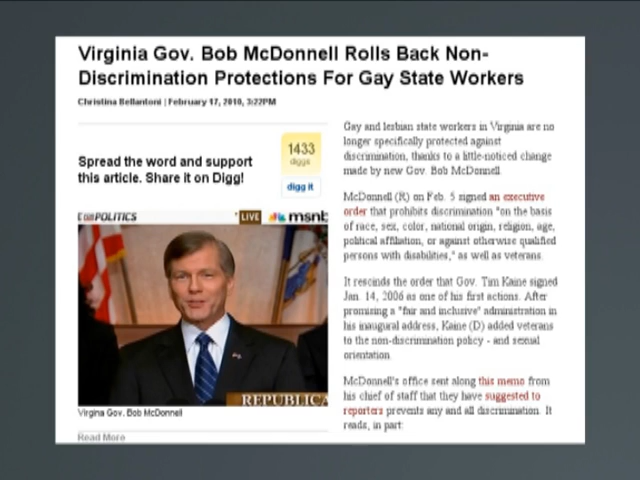 Virginia Gov. Bob McDonnell Rolls Back Non-
Discrimination Protections For Gay State Workers
Christina Bellantoni | February 17, 2010, 3:22PM
Spread the word and support
this article. Share it on Digg!
1433
diggs
digg it
POLITICS
LIVE
msnb
REPUBLICA
Virgina Gov. Bob McDonnell
Read More
Gay and lesbian state workers in Virginia are no
longer specifically protected against
discrimination, thanks to a little-noticed change
made by new Gov. Bob McDonnell.
McDonnell (R) on Feb. 5 signed an executive
order that prohibits discrimination "on the basis
of race, sex, color, national origin, religion, age,
political affiliation, or against otherwise qualified
persons with disabilities," as well as veterans.
It rescinds the order that Gov. Tim Kaine signed
Jan. 14, 2006 as one of his first actions. After
promising a "fair and inclusive" administration in
his inaugural address, Kaine (D) added veterans
to the non-discrimination policy - and sexual
orientation.
McDonnell's office sent along this memo from
his chief of staff that they have suggested to
reporters prevents any and all discrimination. It
reads, in part: